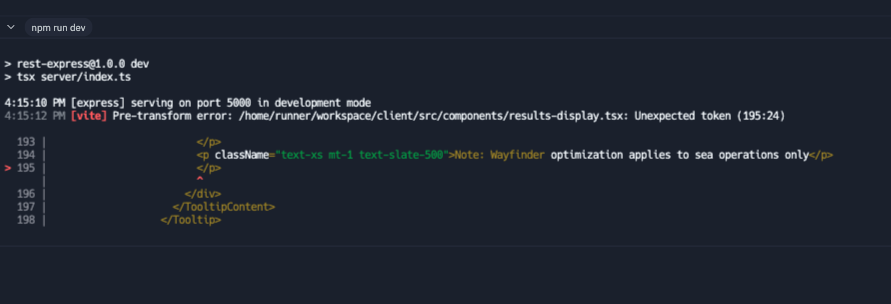 npm run dev
> rest-express@1.0.0 dev
> tsx server/index.ts
4:15:10 PM [express] serving on port 5000 in development mode
4:15:12 PM [vite] Pre-transform error: /home/runner/workspace/client/src/components/results-display.tsx: Unexpected token (195:24)
193 | </p>
194 | <p className="text-xs mt-1 text-slate-500">Note: Wayfinder optimization applies to sea operations only</p>
> 195 | </p>
| ^
196 | </div>
197 | </TooltipContent>
198 | </Tooltip>